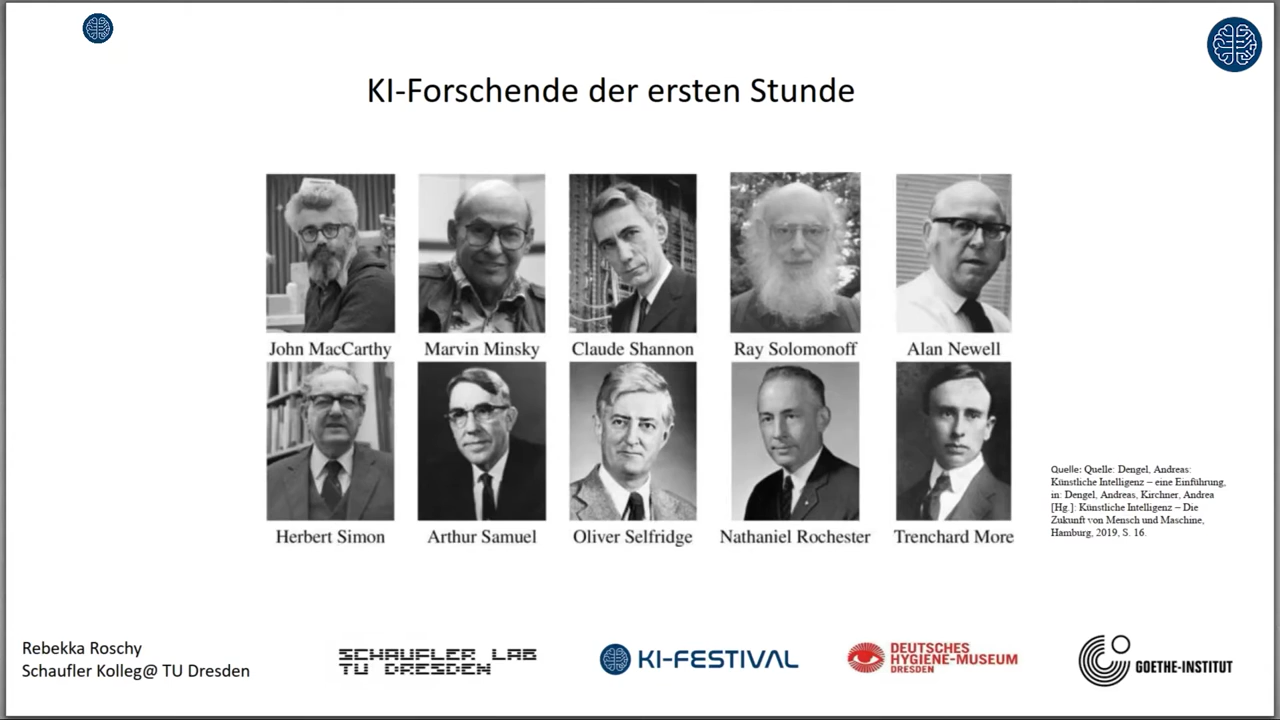 KI-Forschende der ersten Stunde
John MacCarthy
Marvin Minsky
Claude Shannon
Ray Solomonoff
Alan Newell
Herbert Simon
Arthur Samuel
Oliver Selfridge
Nathaniel Rochester
Trenchard More
Quelle: Quelle: Dengel, Andreas:
Künstliche Intelligenz – eine Einführung,
in: Dengel, Andreas, Kirchner, Andrea
[Hg.]: Künstliche Intelligenz – Die
Zukunft von Mensch und Maschine,
Hamburg, 2019, S. 16.
Rebekka Roschy
Schaufler Kolleg@ TU Dresden
SCHAUFLER LAB
TU DRESDEN
KI-FESTIVAL
DEUTSCHES
HYGIENE-MUSEUM
DRESDEN
GOETHE-INSTITUT